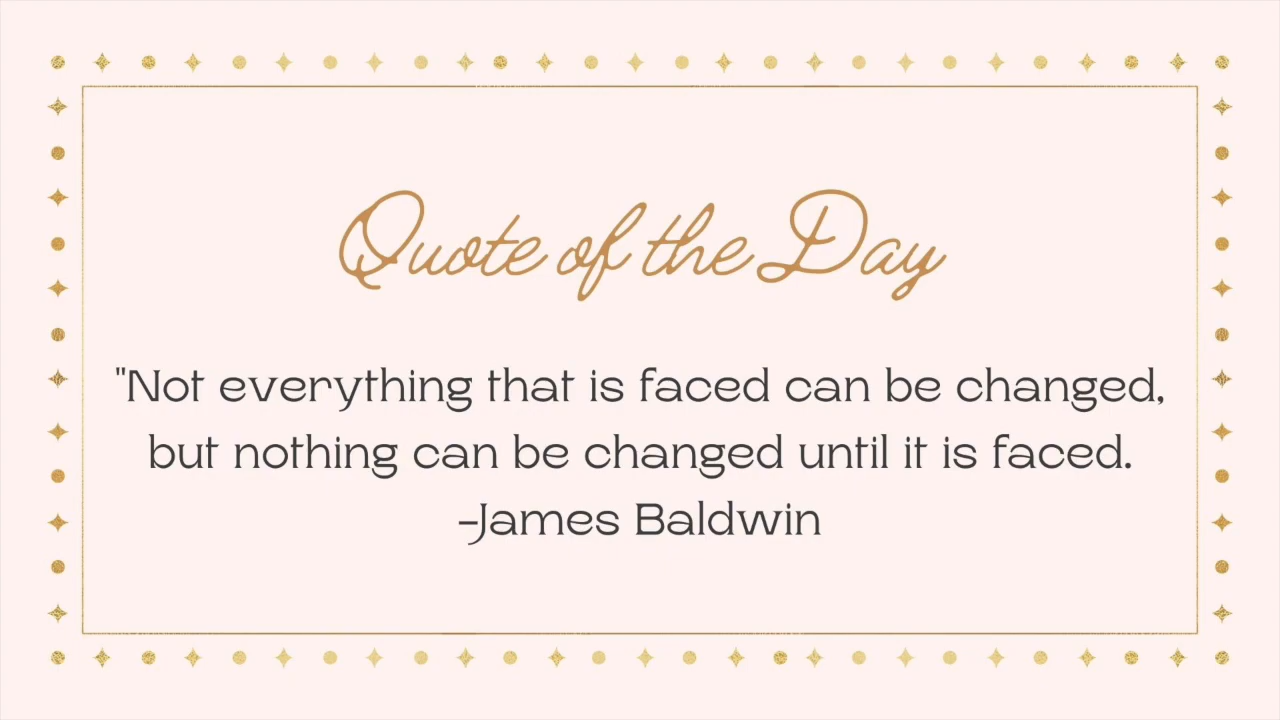 Quote of the Day
"Not everything that is faced can be changed,
but nothing can be changed until it is faced.
-James Baldwin